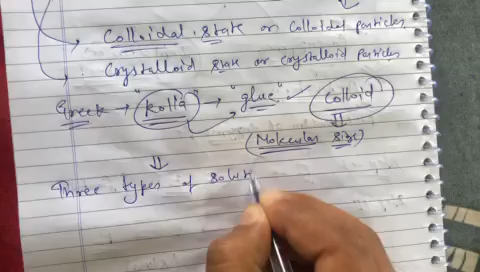 Colloidal state or colloidal particles.
Crystalloid state or crystalloid particles
Greek → "Kolla" → "glue" ✓ Colloid
⇓
(Molecular size)
⇓
Three types of